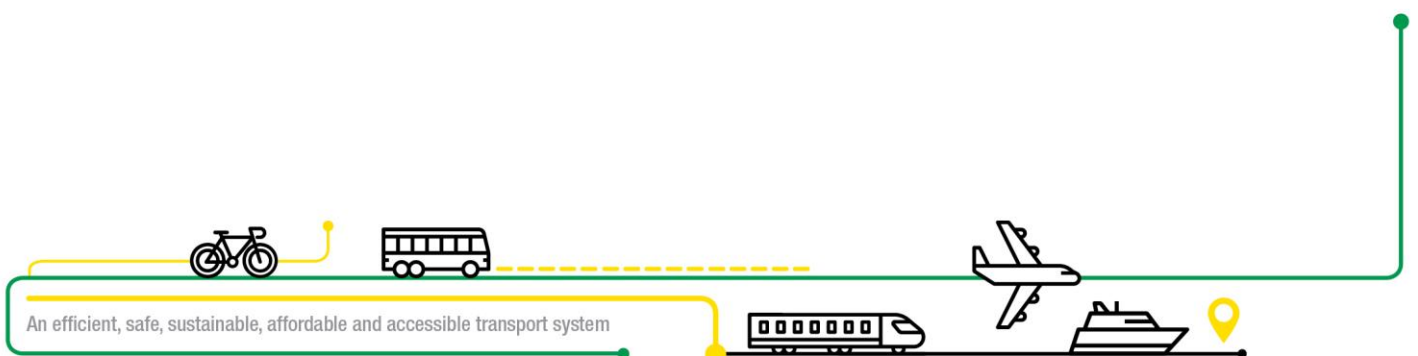 An efficient, safe, sustainable, affordable and accessible transport system